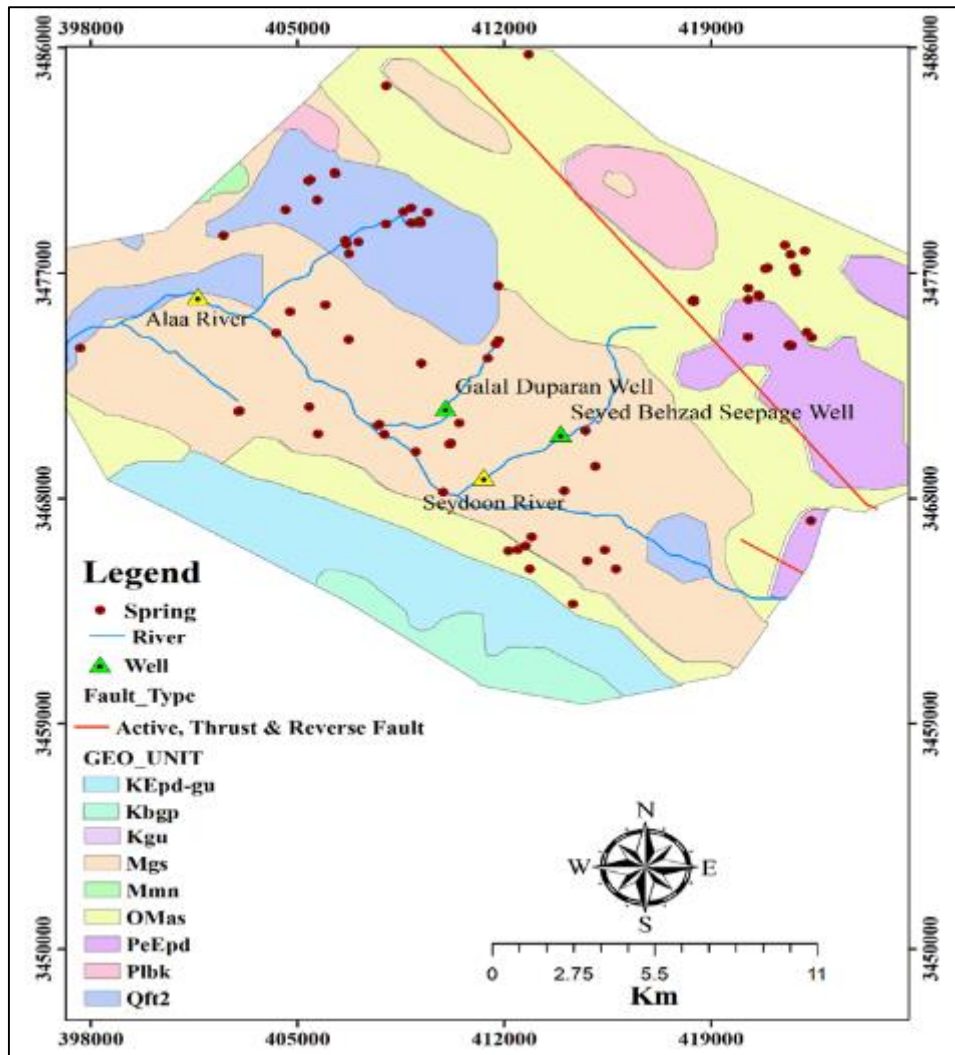 398000 405000 412000 419000
3486000 3486000
3477000 3477000
Alaa River
Galal Duparan Well
Seyed Behzad Seepage Well
3468000 3468000
Seydoon River
Legend
Spring
River
Well
Fault_Type
Active, Thrust & Reverse Fault
3459000 3459000
GEO_UNIT
KEpd-gu
Kbgp
Kgu
Mgs
Mmn
OMas
PeEpd
Plbk
Qft2
N
W E
S
3450000 3450000
0 2.75 5.5 11
Km
398000 405000 412000 419000